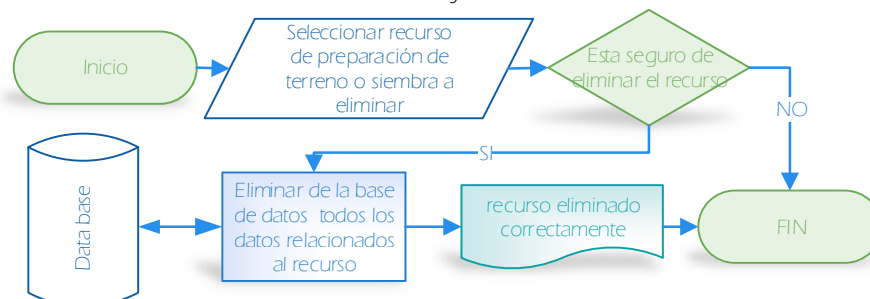 Inicio
Seleccionar recurso
de preparación de
terreno o siembra a
eliminar
Esta seguro de
eliminar el recurso
NO
SI
Data base
Eliminar de la base
de datos todos los
datos relacionados
al recurso
recurso eliminado
correctamente
FIN